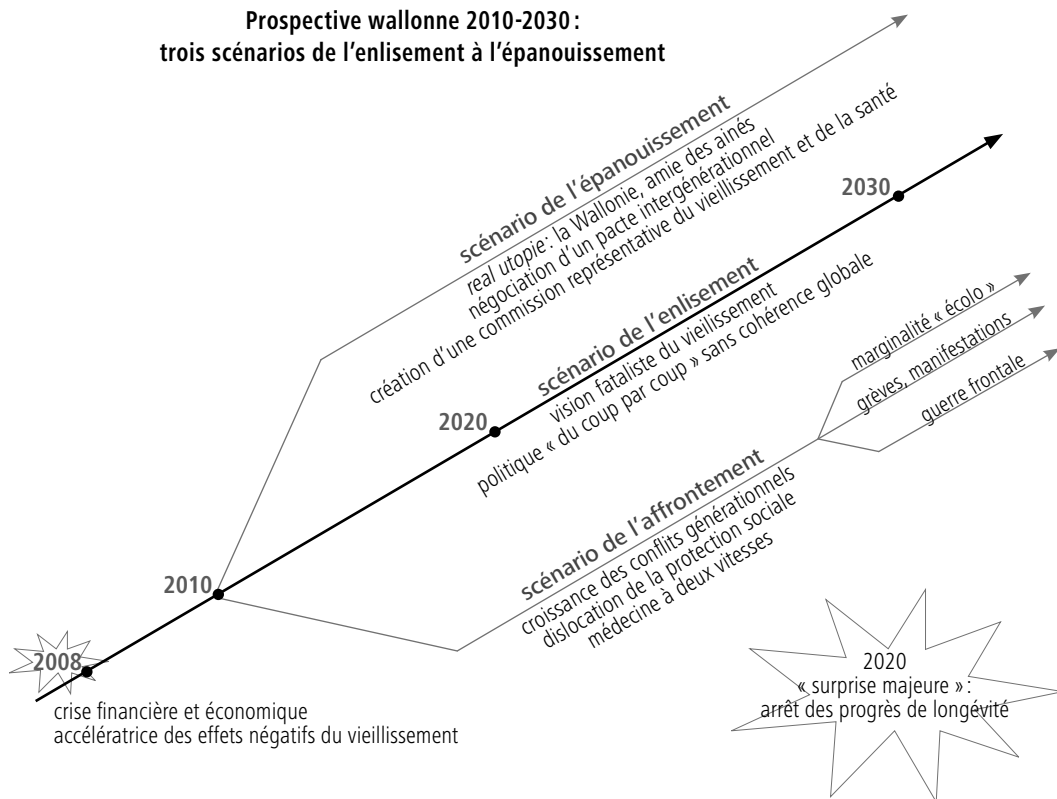 Prospective wallonne 2010-2030 :
trois scénarios de l’enlisement à l’épanouissement
scénario de l’épanouissement
real utopie : la Wallonie, amie des ainés
négociation d’un pacte intergénérationnel
création d’une commission représentative du vieillissement et de la santé
2030
scénario de l’enlisement
vision fataliste du vieillissement
politique « du coup par coup » sans cohérence globale
2020
marginalité « écolo »
grèves, manifestations
guerre frontale
scénario de l’affrontement
croissance des conflits générationnels
dislocation de la protection sociale
médecine à deux vitesses
2010
2008
crise financière et économique
accélératrice des effets négatifs du vieillissement
2020
« surprise majeure » :
arrêt des progrès de longévité